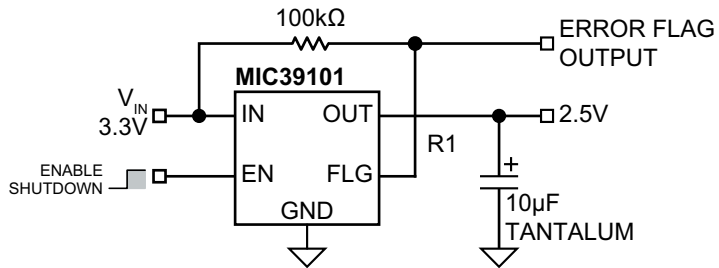 100kΩ
ERROR FLAG
OUTPUT
MIC39101
VIN
3.3V
IN
OUT
2.5V
R1
ENABLE
SHUTDOWN
EN
FLG
+
GND
10µF
TANTALUM